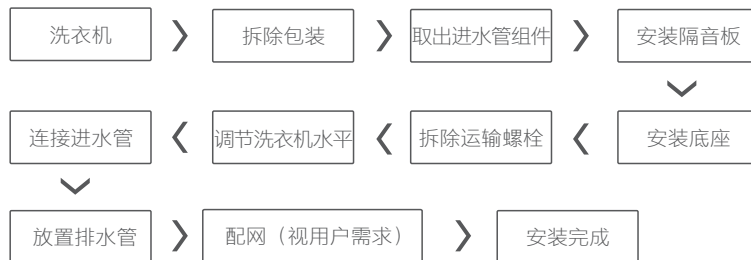 洗衣机
拆除包装
取出进水管组件
安装隔音板
安装底座
拆除运输螺栓
调节洗衣机水平
连接进水管
放置排水管
配网（视用户需求）
安装完成